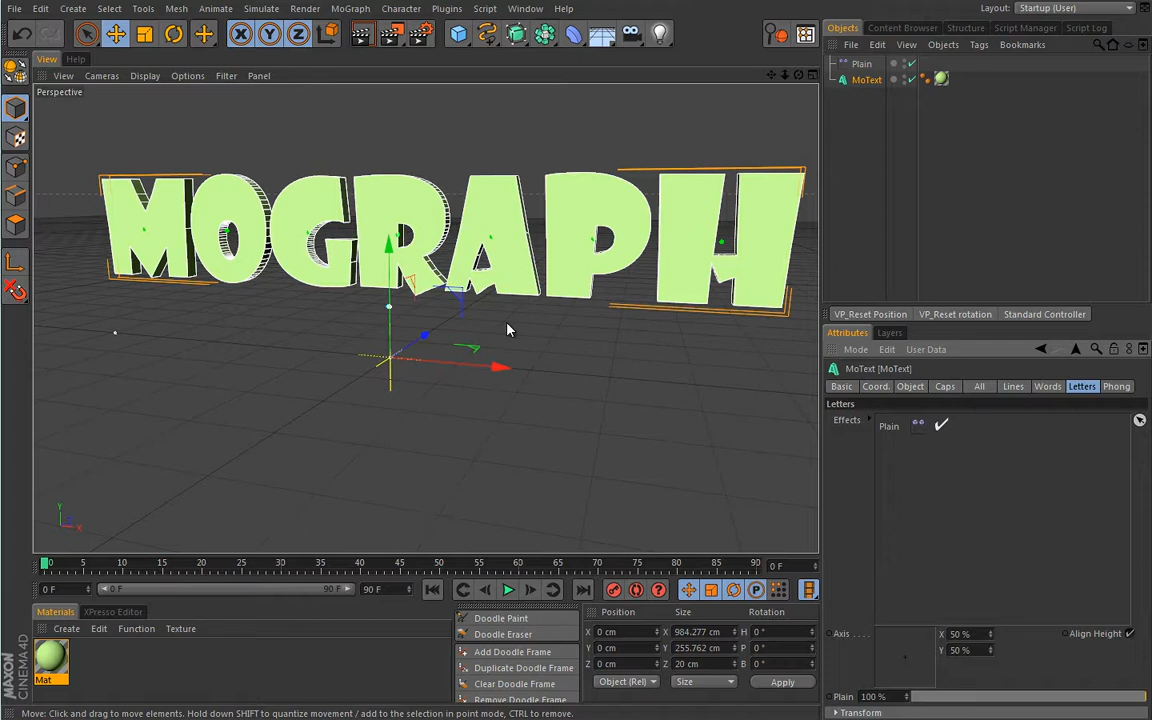 File Edit Create Select Tools Mesh Animate Simulate Render MoGraph Character Plugins Script Window Help Layout: Startup (User)
X Y Z
View Help
View Cameras Display Options Filter Panel
Perspective
MOGRAPH
Y
X
0 5 10 15 20 25 30 35 40 45 50 55 60 65 70 75 80 85 90 0 F
0 F 0 F 90 F 90 F
P
Materials XPresso Editor
Create Edit Function Texture
Mat
MAXON
CINEMA 4D
Doodle Paint
Doodle Eraser
Add Doodle Frame
Duplicate Doodle Frame
Clear Doodle Frame
Remove Doodle Frame
Position Size Rotation
X 0 cm X 984.277 cm H 0 °
Y 0 cm Y 255.762 cm P 0 °
Z 0 cm Z 20 cm B 0 °
Object (Rel) Size Apply
Objects Content Browser Structure Script Manager Script Log
File Edit View Objects Tags Bookmarks
Plain
MoText
VP_Reset Position VP_Reset rotation Standard Controller
Attributes Layers
Mode Edit User Data
MoText [MoText]
Basic Coord. Object Caps All Lines Words Letters Phong
Letters
Effects Plain
Axis . . . . X 50 % Align Height
Y 50 %
Plain 100 %
Transform
Move: Click and drag to move elements. Hold down SHIFT to quantize movement / add to the selection in point mode, CTRL to remove.